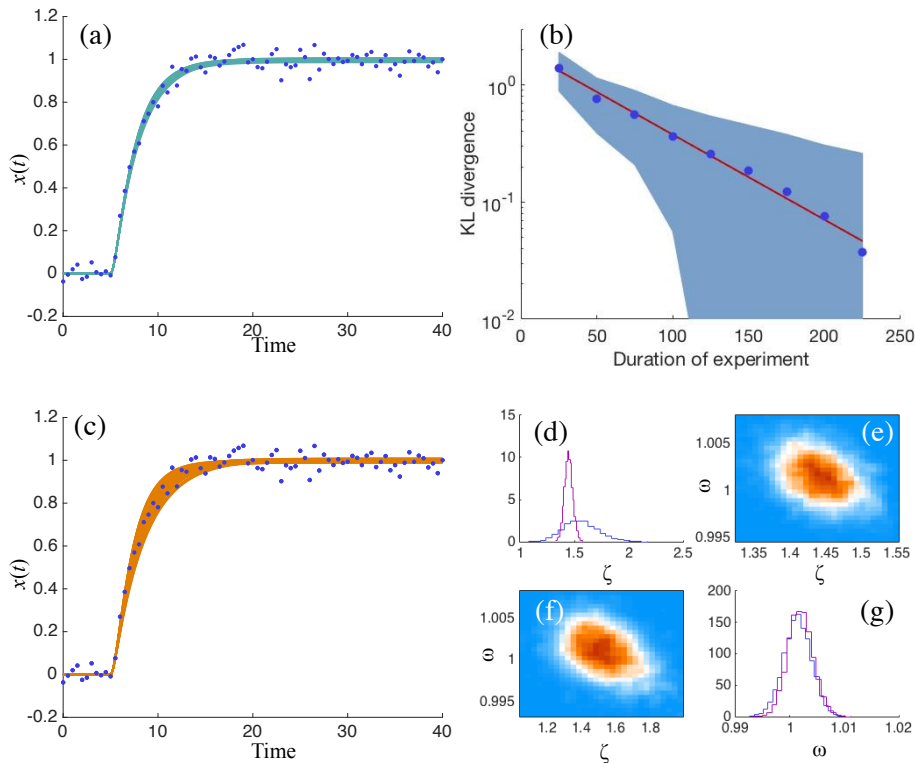 (a)
1.2
1
0.8
0.6
0.4
0.2
0
-0.2
x(t)
0 10 20 30 40
Time
(b)
10^0
10^-1
10^-2
KL divergence
0 50 100 150 200 250
Duration of experiment
(c)
1.2
1
0.8
0.6
0.4
0.2
0
-0.2
x(t)
0 10 20 30 40
Time
(d)
15
10
5
0
1 1.5 2 2.5
ζ
(e)
1.005
1
0.995
ω
1.35 1.4 1.45 1.5 1.55
ζ
(f)
1.005
1
0.995
ω
1.2 1.4 1.6 1.8
ζ
(g)
200
150
100
50
0
0.99 1 1.01 1.02
ω